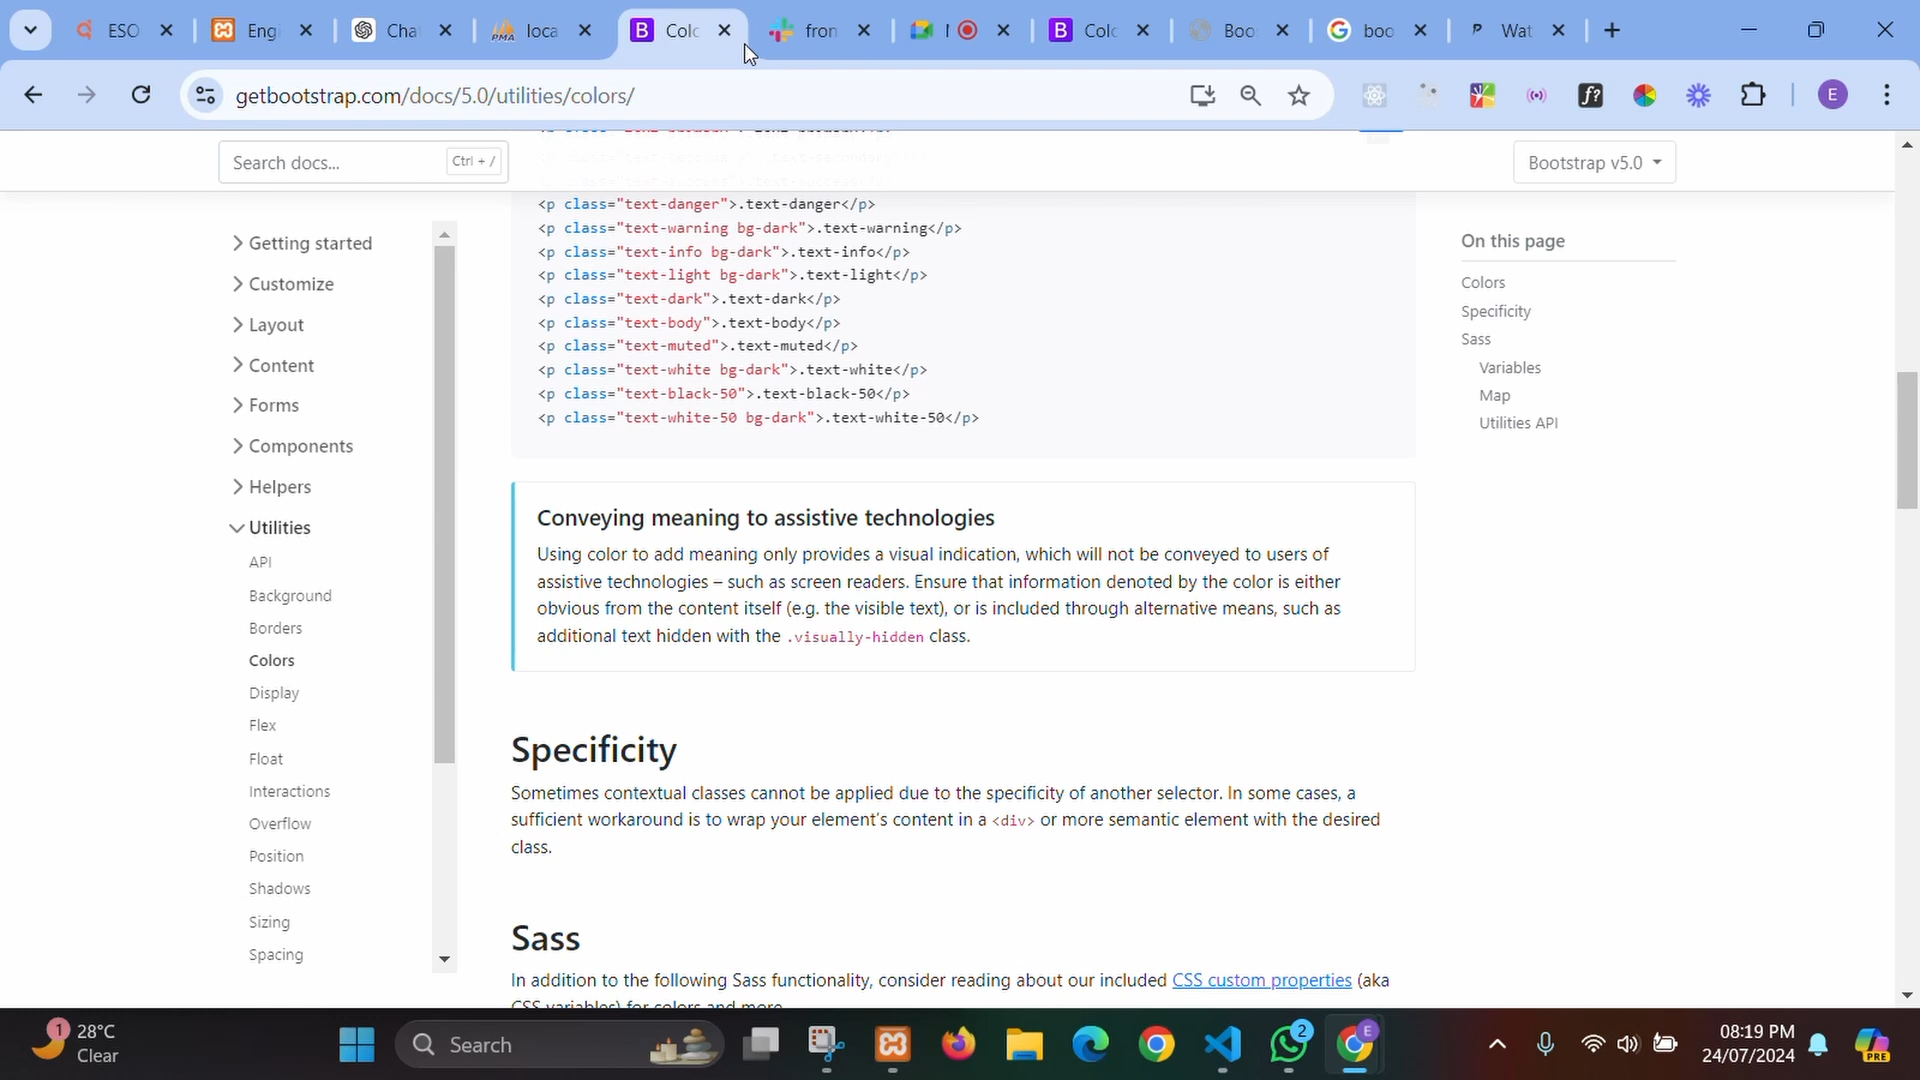 ESO
Eng
Cha
loca
Colo
fron
Colo
Boo
boo
Wat
getbootstrap.com/docs/5.0/utilities/colors/
E
Search docs...
Ctrl + /
Bootstrap v5.0
<p class="text-danger">.text-danger</p>
<p class="text-warning bg-dark">.text-warning</p>
<p class="text-info bg-dark">.text-info</p>
<p class="text-light bg-dark">.text-light</p>
<p class="text-dark">.text-dark</p>
<p class="text-body">.text-body</p>
<p class="text-muted">.text-muted</p>
<p class="text-white bg-dark">.text-white</p>
<p class="text-black-50">.text-black-50</p>
<p class="text-white-50 bg-dark">.text-white-50</p>
Getting started
Customize
Layout
Content
Forms
Components
Helpers
Utilities
API
Background
Borders
Colors
Display
Flex
Float
Interactions
Overflow
Position
Shadows
Sizing
Spacing
Conveying meaning to assistive technologies
Using color to add meaning only provides a visual indication, which will not be conveyed to users of
assistive technologies – such as screen readers. Ensure that information denoted by the color is either
obvious from the content itself (e.g. the visible text), or is included through alternative means, such as
additional text hidden with the .visually-hidden class.
Specificity
Sometimes contextual classes cannot be applied due to the specificity of another selector. In some cases, a
sufficient workaround is to wrap your element's content in a <div> or more semantic element with the desired
class.
Sass
In addition to the following Sass functionality, consider reading about our included CSS custom properties (aka
CSS variables) for colors and more.
On this page
Colors
Specificity
Sass
Variables
Map
Utilities API
1
28°C
Clear
Search
2
E
08:19 PM
24/07/2024
PRE